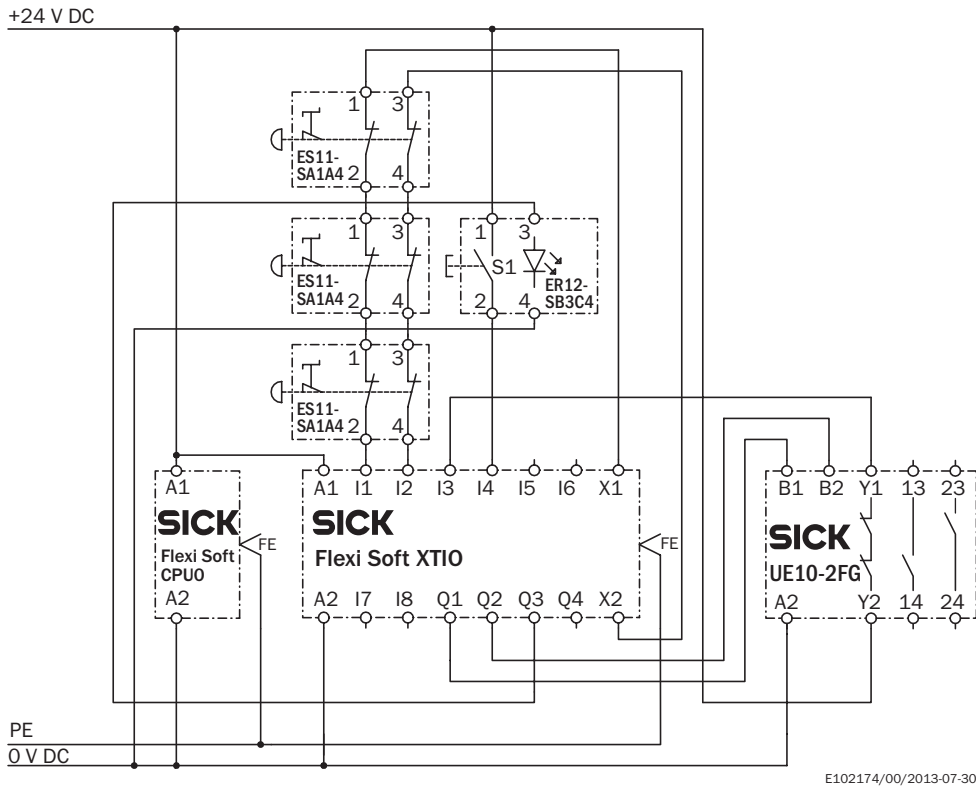 +24 V DC
1 3
ES11-
SA1A4 2 4
1 3
ES11-
SA1A4 2 4
1 3
S1
ER12-
SB3C4
2 4
1 3
ES11-
SA1A4 2 4
A1
SICK
Flexi Soft
CPU0
A2
FE
A1 I1 I2 I3 I4 I5 I6 X1
SICK
Flexi Soft XTIO
FE
A2 I7 I8 Q1 Q2 Q3 Q4 X2
B1 B2 Y1 13 23
SICK
UE10-2FG
A2 Y2 14 24
PE
0 V DC
E102174/00/2013-07-30